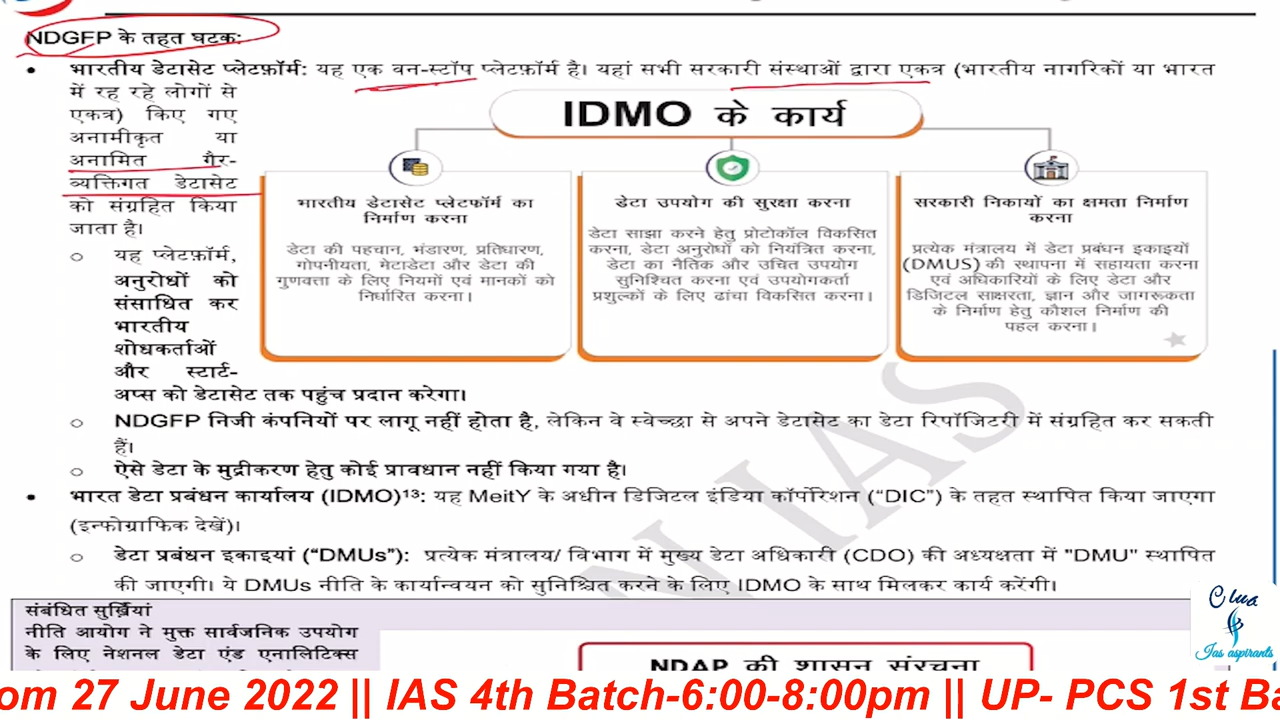 NDGFP के तहत घटक:
• भारतीय डेटासेट प्लेटफ़ॉर्म: यह एक वन-स्टॉप प्लेटफ़ॉर्म है। यहां सभी सरकारी संस्थाओं द्वारा एकत्र (भारतीय नागरिकों या भारत
में रह रहे लोगों से
एकत्र) किए गए
अनामीकृत या
अनामित गैर-
व्यक्तिगत डेटासेट
को संग्रहित किया
जाता है।
o यह प्लेटफ़ॉर्म,
अनुरोधों को
संसाधित कर
भारतीय
शोधकर्ताओं
और स्टार्ट-
अप्स को डेटासेट तक पहुंच प्रदान करेगा।
IDMO के कार्य
भारतीय डेटासेट प्लेटफॉर्म का
निर्माण करना
डेटा की पहचान, भंडारण, प्रतिधारण,
गोपनीयता, मेटाडेटा और डेटा की
गुणवत्ता के लिए नियमों एवं मानकों को
निर्धारित करना।
डेटा उपयोग की सुरक्षा करना
डेटा साझा करने हेतु प्रोटोकॉल विकसित
करना, डेटा अनुरोधों को नियंत्रित करना,
डेटा का नैतिक और उचित उपयोग
सुनिश्चित करना एवं उपयोगकर्ता
प्रशुल्कों के लिए ढांचा विकसित करना।
सरकारी निकायों का क्षमता निर्माण
करना
प्रत्येक मंत्रालय में डेटा प्रबंधन इकाइयों
(DMUS) की स्थापना में सहायता करना
एवं अधिकारियों के लिए डेटा और
डिजिटल साक्षरता, ज्ञान और जागरूकता
के निर्माण हेतु कौशल निर्माण की
पहल करना।
o NDGFP निजी कंपनियों पर लागू नहीं होता है, लेकिन वे स्वेच्छा से अपने डेटासेट का डेटा रिपॉजिटरी में संग्रहित कर सकती
हैं।
o ऐसे डेटा के मुद्रीकरण हेतु कोई प्रावधान नहीं किया गया है।
• भारत डेटा प्रबंधन कार्यालय (IDMO)¹³: यह MeitY के अधीन डिजिटल इंडिया कॉर्पोरेशन (“DIC”) के तहत स्थापित किया जाएगा
(इन्फोग्राफिक देखें)।
o डेटा प्रबंधन इकाइयां (“DMUs”): प्रत्येक मंत्रालय/ विभाग में मुख्य डेटा अधिकारी (CDO) की अध्यक्षता में "DMU" स्थापित
की जाएगी। ये DMUs नीति के कार्यान्वयन को सुनिश्चित करने के लिए IDMO के साथ मिलकर कार्य करेंगी।
N IAS
संबंधित सुर्ख़ियां
नीति आयोग ने मुक्त सार्वजनिक उपयोग
के लिए नेशनल डेटा एंड एनालिटिक्स
NDAP की शासन संरचना
Ias aspirants
om 27 June 2022 || IAS 4th Batch-6:00-8:00pm || UP- PCS 1st Ba